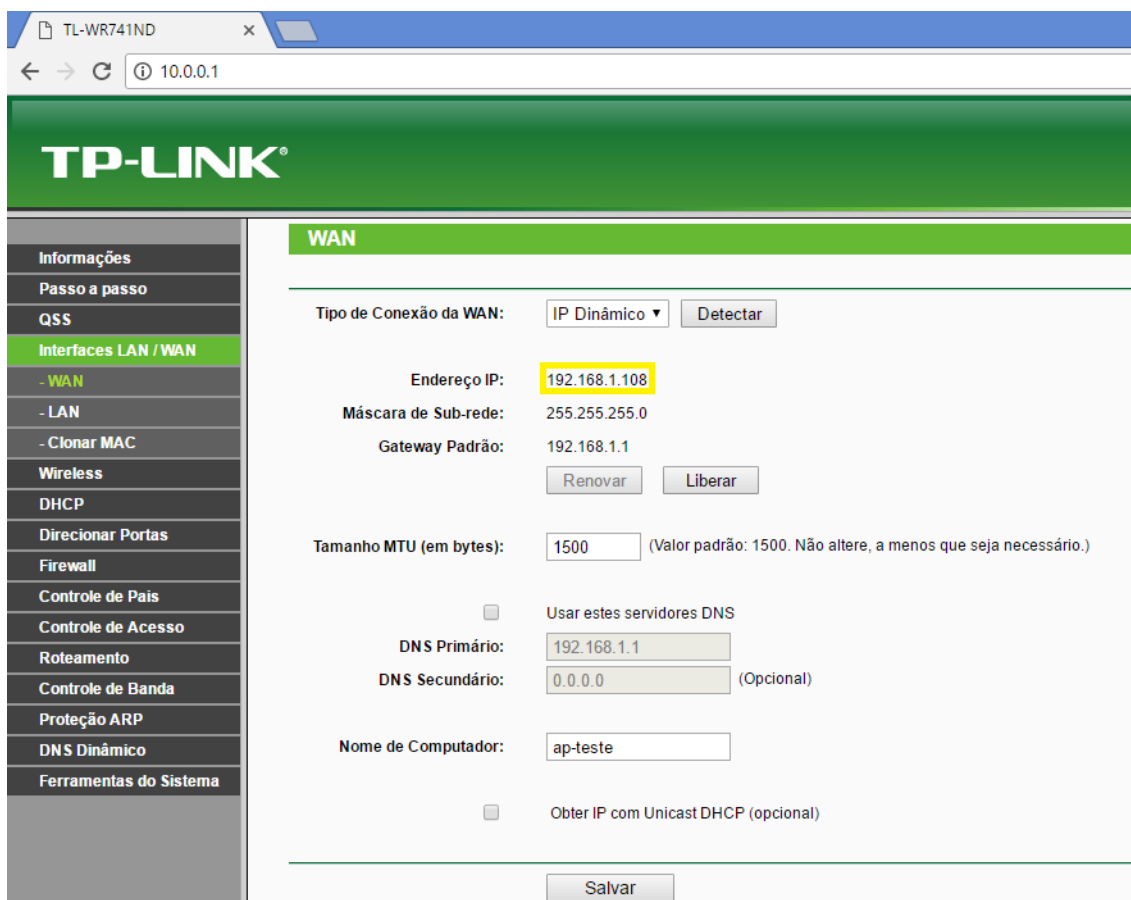 TL-WR741ND
10.0.0.1
TP-LINK®
Informações
Passo a passo
QSS
Interfaces LAN / WAN
- WAN
- LAN
- Clonar MAC
Wireless
DHCP
Direcionar Portas
Firewall
Controle de Pais
Controle de Acesso
Roteamento
Controle de Banda
Proteção ARP
DNS Dinâmico
Ferramentas do Sistema
WAN
Tipo de Conexão da WAN: IP Dinâmico Detectar
Endereço IP: 192.168.1.108
Máscara de Sub-rede: 255.255.255.0
Gateway Padrão: 192.168.1.1
Renovar Liberar
Tamanho MTU (em bytes): 1500 (Valor padrão: 1500. Não altere, a menos que seja necessário.)
Usar estes servidores DNS
DNS Primário: 192.168.1.1
DNS Secundário: 0.0.0.0 (Opcional)
Nome de Computador: ap-teste
Obter IP com Unicast DHCP (opcional)
Salvar